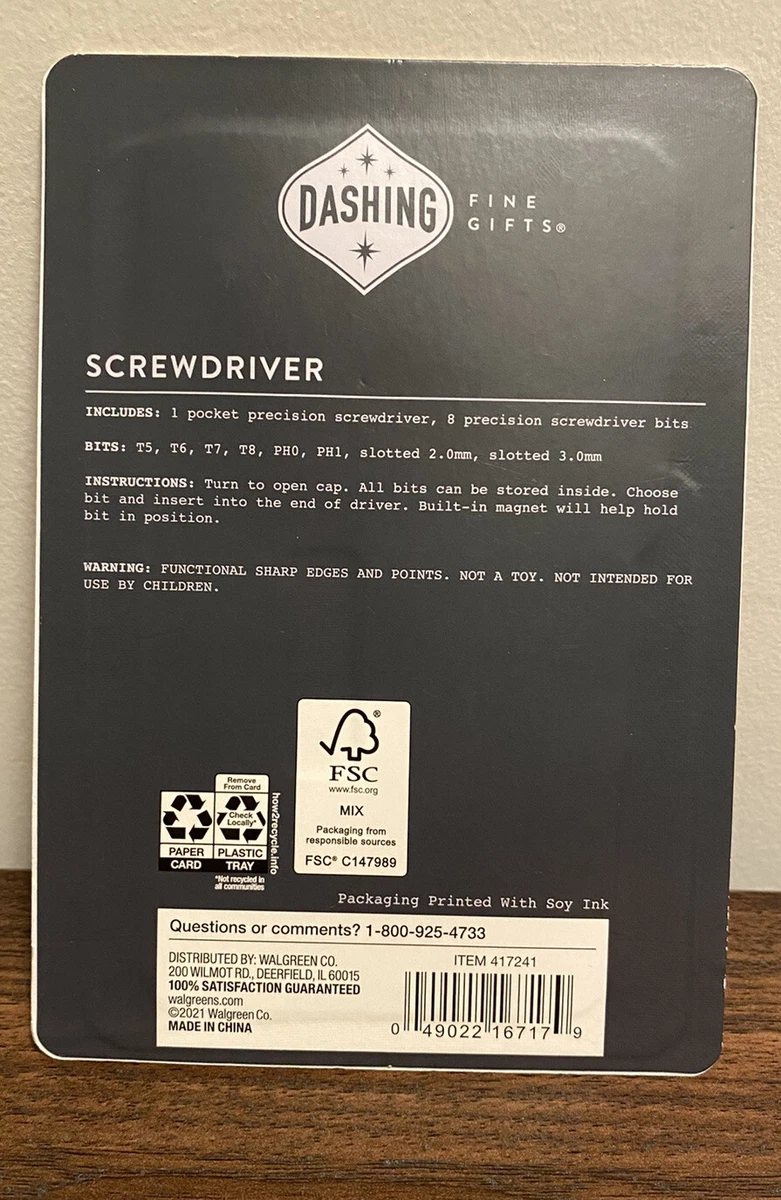 DASHING
FINE
GIFTS®
SCREWDRIVER
INCLUDES: 1 pocket precision screwdriver, 8 precision screwdriver bits
BITS: T5, T6, T7, T8, PH0, PH1, slotted 2.0mm, slotted 3.0mm
INSTRUCTIONS: Turn to open cap. All bits can be stored inside. Choose
bit and insert into the end of driver. Built-in magnet will help hold
bit in position.
WARNING: FUNCTIONAL SHARP EDGES AND POINTS. NOT A TOY. NOT INTENDED FOR
USE BY CHILDREN.
®
FSC
www.fsc.org
MIX
Packaging from
responsible sources
FSC® C147989
Remove
From Card
Check
Locally*
PAPER
PLASTIC
CARD
TRAY
*Not recycled in
all communities
how2recycle.info
Packaging Printed With Soy Ink
Questions or comments? 1-800-925-4733
DISTRIBUTED BY: WALGREEN CO.
200 WILMOT RD., DEERFIELD, IL 60015
100% SATISFACTION GUARANTEED
walgreens.com
©2021 Walgreen Co.
MADE IN CHINA
ITEM 417241
0 49022 16717 9